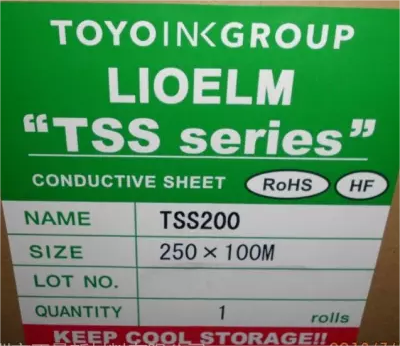 TOYOINKGROUP
LIOELM
“TSS series”
CONDUCTIVE SHEET RoHS HF
NAME TSS200
SIZE 250×100M
LOT NO.
QUANTITY 1 rolls
KEEP COOL STORAGE!!